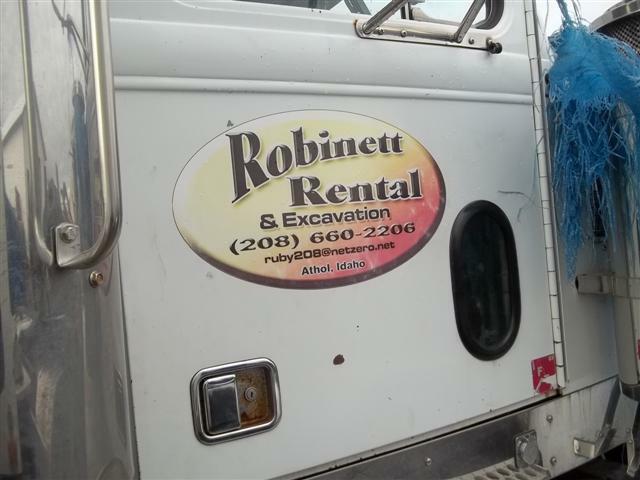 Robinett
Rental
& Excavation
(208) 660-2206
ruby208@netzero.net
Athol, Idaho